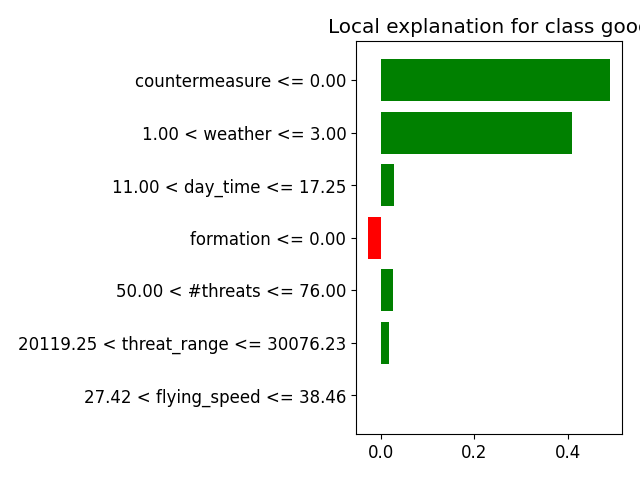 Local explanation for class good
countermeasure <= 0.00
1.00 < weather <= 3.00
11.00 < day_time <= 17.25
formation <= 0.00
50.00 < #threats <= 76.00
20119.25 < threat_range <= 30076.23
27.42 < flying_speed <= 38.46
0.0 0.2 0.4